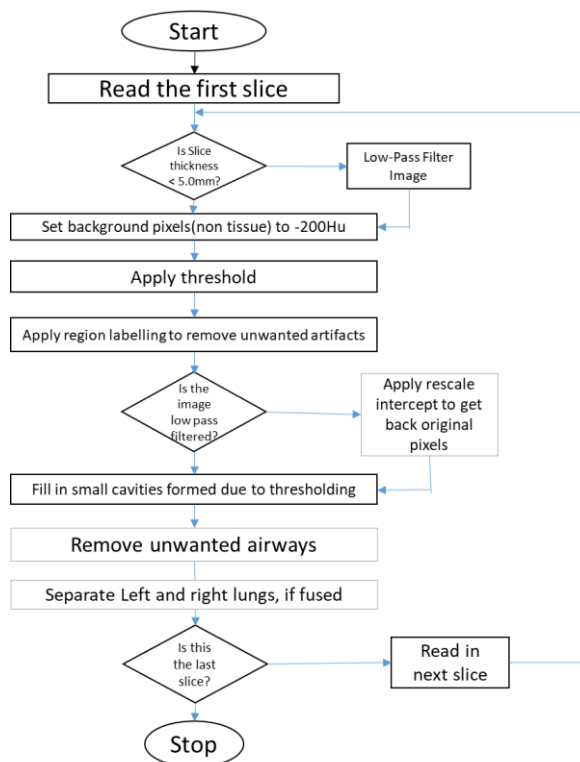 Start
Read the first slice
Is Slice
thickness
< 5.0mm?
Low-Pass Filter
Image
Set background pixels(non tissue) to -200Hu
Apply threshold
Apply region labelling to remove unwanted artifacts
Is the
image
low pass
filtered?
Apply rescale
intercept to get
back original
pixels
Fill in small cavities formed due to thresholding
Remove unwanted airways
Separate Left and right lungs, if fused
Is this
the last
slice?
Read in
next slice
Stop